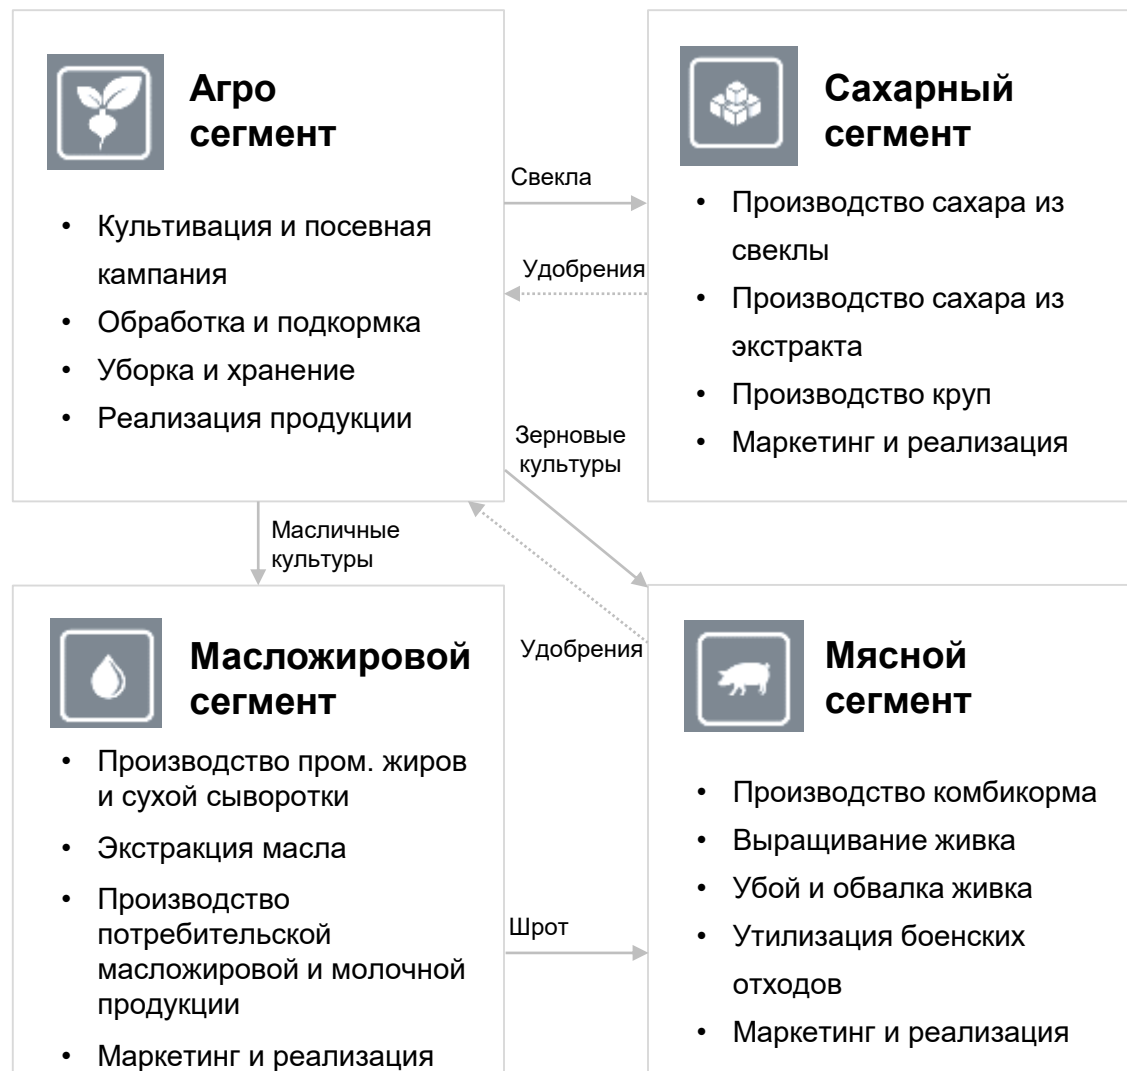 Агро
сегмент
• Культивация и посевная
кампания
• Обработка и подкормка
• Уборка и хранение
• Реализация продукции
Свекла
Удобрения
Сахарный
сегмент
• Производство сахара из
свеклы
• Производство сахара из
экстракта
• Производство круп
• Маркетинг и реализация
Зерновые
культуры
Масличные
культуры
Удобрения
Масложировой
сегмент
• Производство пром. жиров
и сухой сыворотки
• Экстракция масла
• Производство
потребительской
масложировой и молочной
продукции
• Маркетинг и реализация
Шрот
Мясной
сегмент
• Производство комбикорма
• Выращивание живка
• Убой и обвалка живка
• Утилизация боенских
отходов
• Маркетинг и реализация